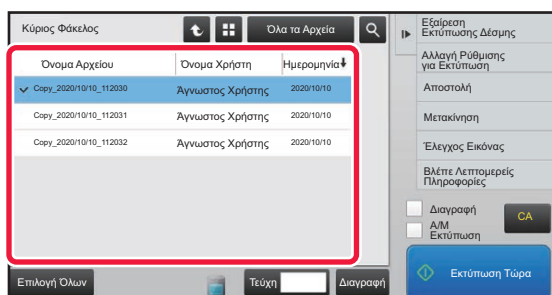 Κύριος Φάκελος
Όλα τα Αρχεία
Όνομα Αρχείου
Όνομα Χρήστη
Ημερομηνία
Copy_2020/10/10_112030
Άγνωστος Χρήστης
2020/10/10
Copy_2020/10/10_112031
Άγνωστος Χρήστης
2020/10/10
Copy_2020/10/10_112032
Άγνωστος Χρήστης
2020/10/10
Επιλογή Όλων
Τεύχη
Διαγραφή
Εξαίρεση
Εκτύπωσης Δέσμης
Αλλαγή Ρύθμισης
για Εκτύπωση
Αποστολή
Μετακίνηση
Έλεγχος Εικόνας
Βλέπε Λεπτομερείς
Πληροφορίες
Διαγραφή
Α/Μ
Εκτύπωση
CA
Εκτύπωση Τώρα